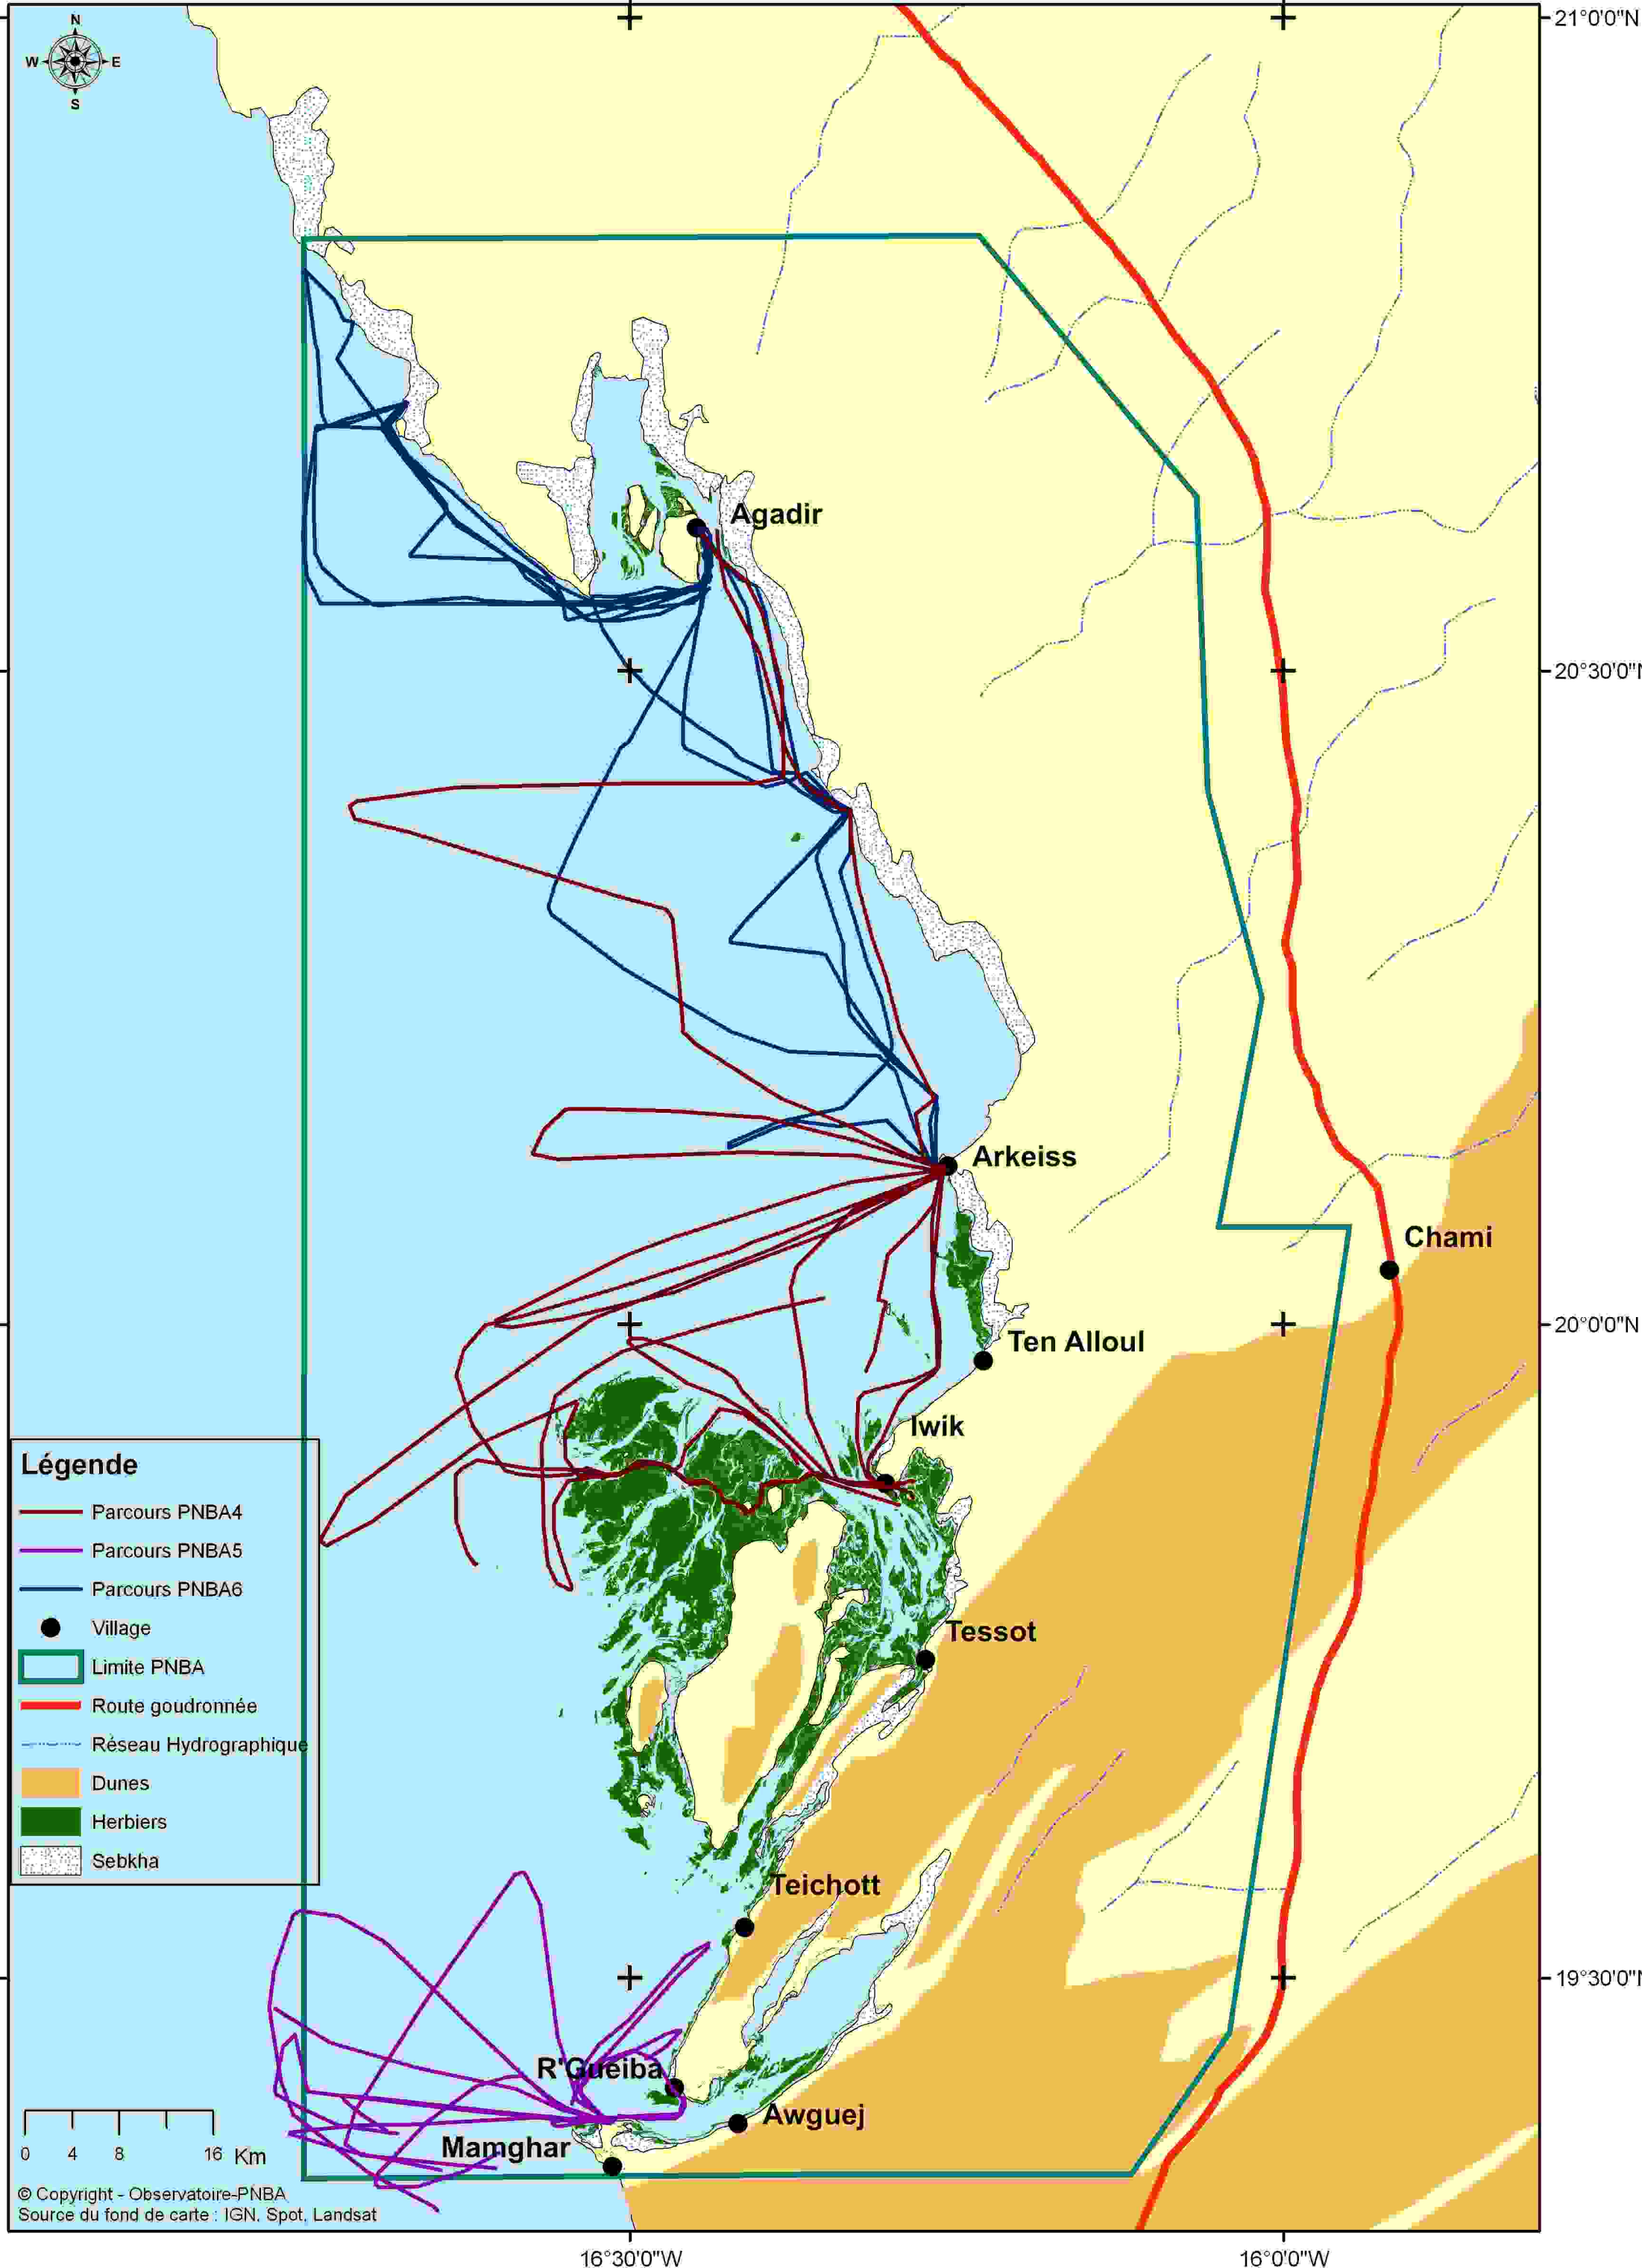 N
W E
S
21°0'0"N
Agadir
20°30'0"N
Arkeiss
Chami
20°0'0"N
Ten Alloul
Iwik
Légende
Parcours PNBA4
Parcours PNBA5
Parcours PNBA6
Village
Limite PNBA
Route goudronnée
Réseau Hydrographique
Dunes
Herbiers
Sebkha
Tessot
Teichott
19°30'0"N
R'Gueiba
Awguej
Mamghar
0 4 8 16 Km
© Copyright - Observatoire-PNBA
Source du fond de carte : IGN, Spot, Landsat
16°30'0"W 16°0'0"W